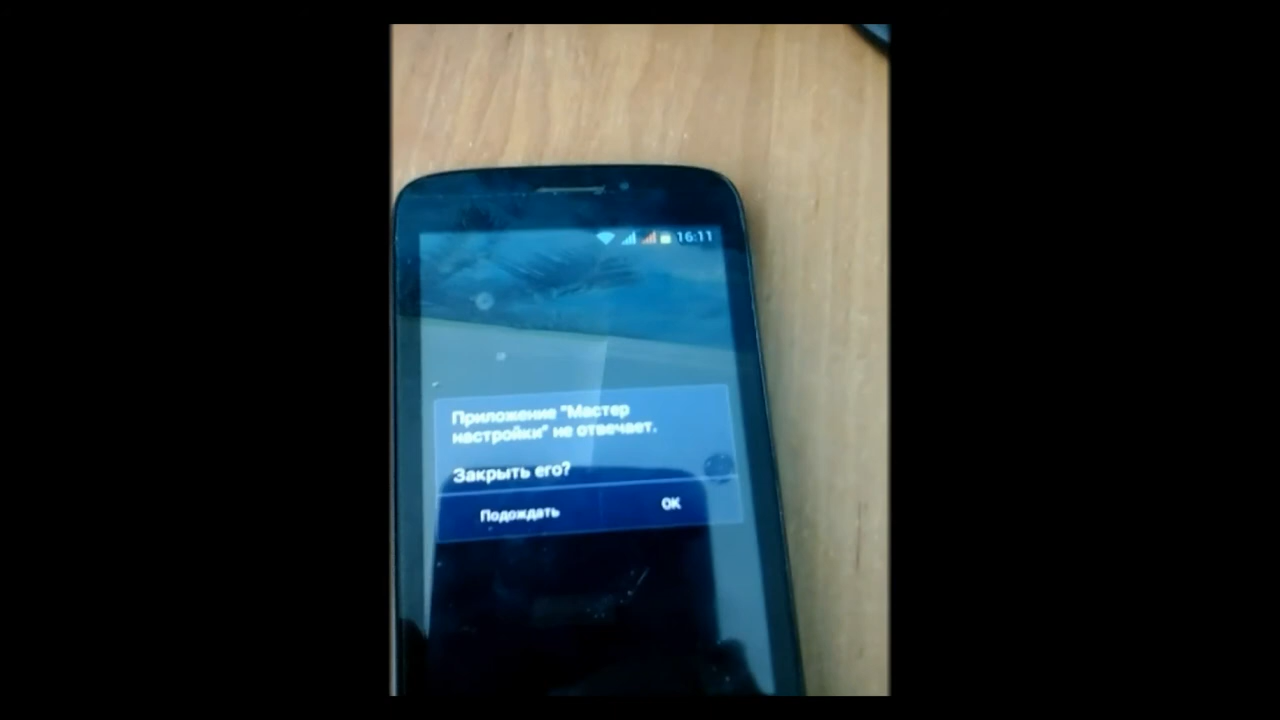 16:11
Приложение "Мастер
настройки" не отвечает.
Закрыть его?
Подождать OK